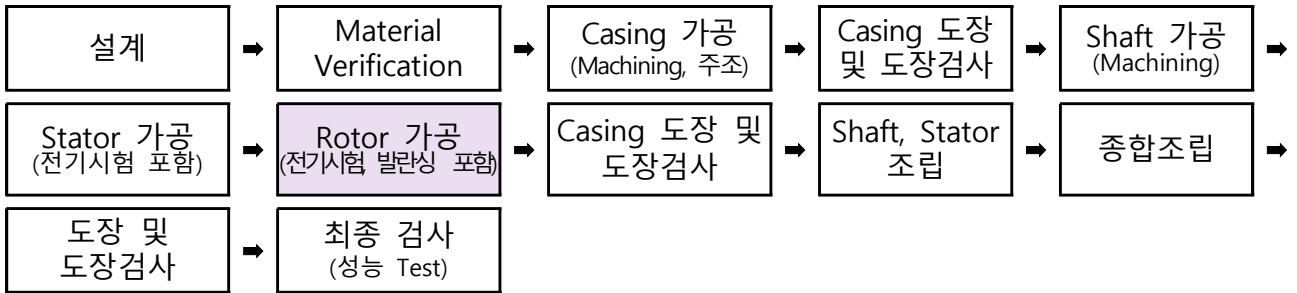 설계
Material
Verification
Casing 가공
(Machining, 주조)
Casing 도장
및 도장검사
Shaft 가공
(Machining)
Stator 가공
(전기시험 포함)
Rotor 가공
(전기시험, 발란싱 포함)
Casing 도장 및
도장검사
Shaft, Stator
조립
종합조립
도장 및
도장검사
최종 검사
(성능 Test)